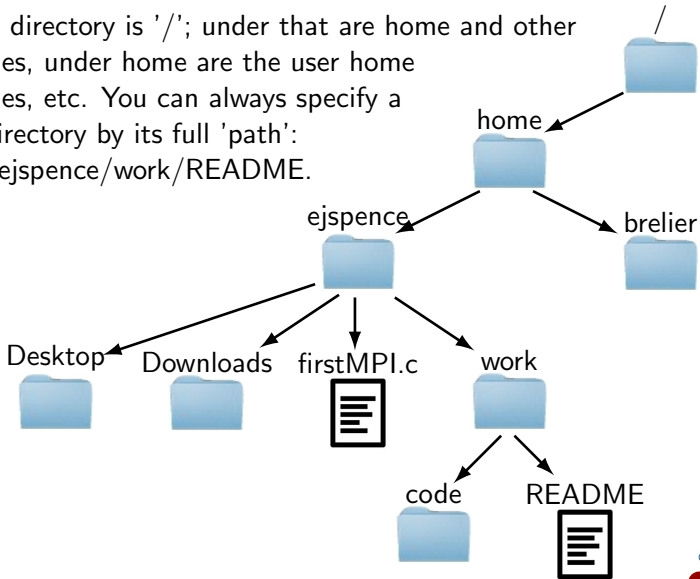 directory is '/'; under that are home and other
es, under home are the user home
es, etc. You can always specify a
irectory by its full 'path':
ejspence/work/README.
/
home
ejspence
brelier
Desktop
Downloads
firstMPI.c
work
code
README